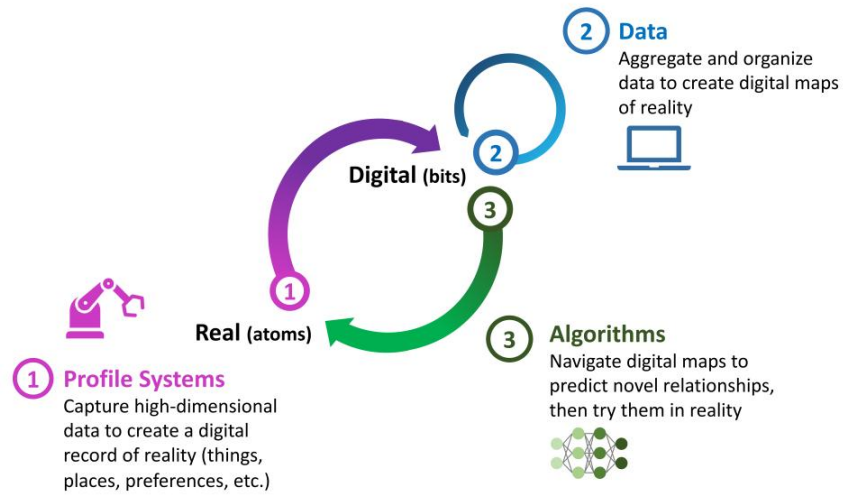 2 Data
Aggregate and organize
data to create digital maps
of reality
2
Digital (bits)
3
1
Real (atoms)
1 Profile Systems
Capture high-dimensional
data to create a digital
record of reality (things,
places, preferences, etc.)
3 Algorithms
Navigate digital maps to
predict novel relationships,
then try them in reality